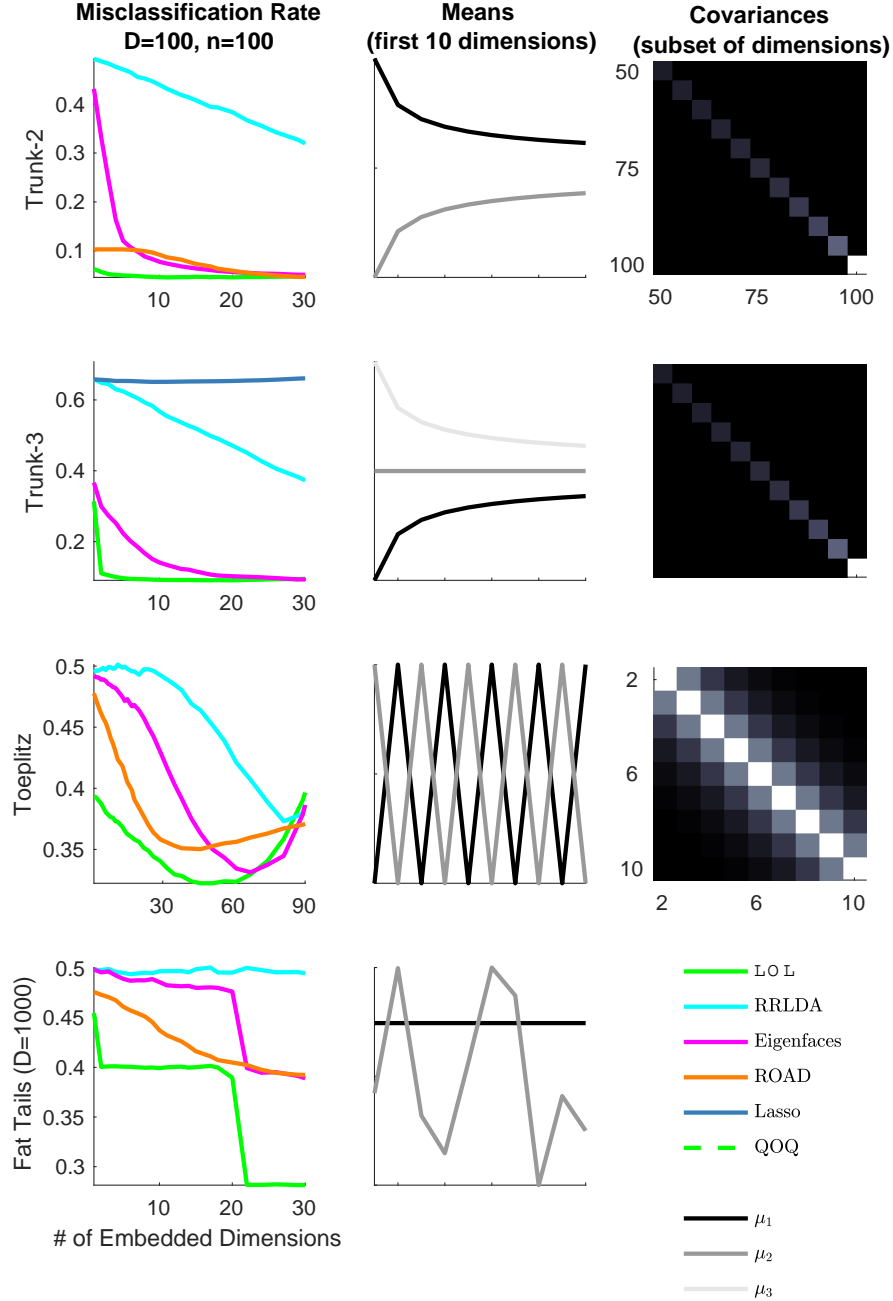 Misclassification Rate
D=100, n=100
Means
(first 10 dimensions)
Covariances
(subset of dimensions)
Trunk-2
0.4
0.3
0.2
0.1
10 20 30
50
75
100
50 75 100
Trunk-3
0.6
0.4
0.2
10 20 30
Toeplitz
0.5
0.45
0.4
0.35
30 60 90
2
6
10
2 6 10
Fat Tails (D=1000)
0.5
0.45
0.4
0.35
0.3
10 20 30
# of Embedded Dimensions
LOL
RRLDA
Eigenfaces
ROAD
Lasso
QOQ
μ1
μ2
μ3